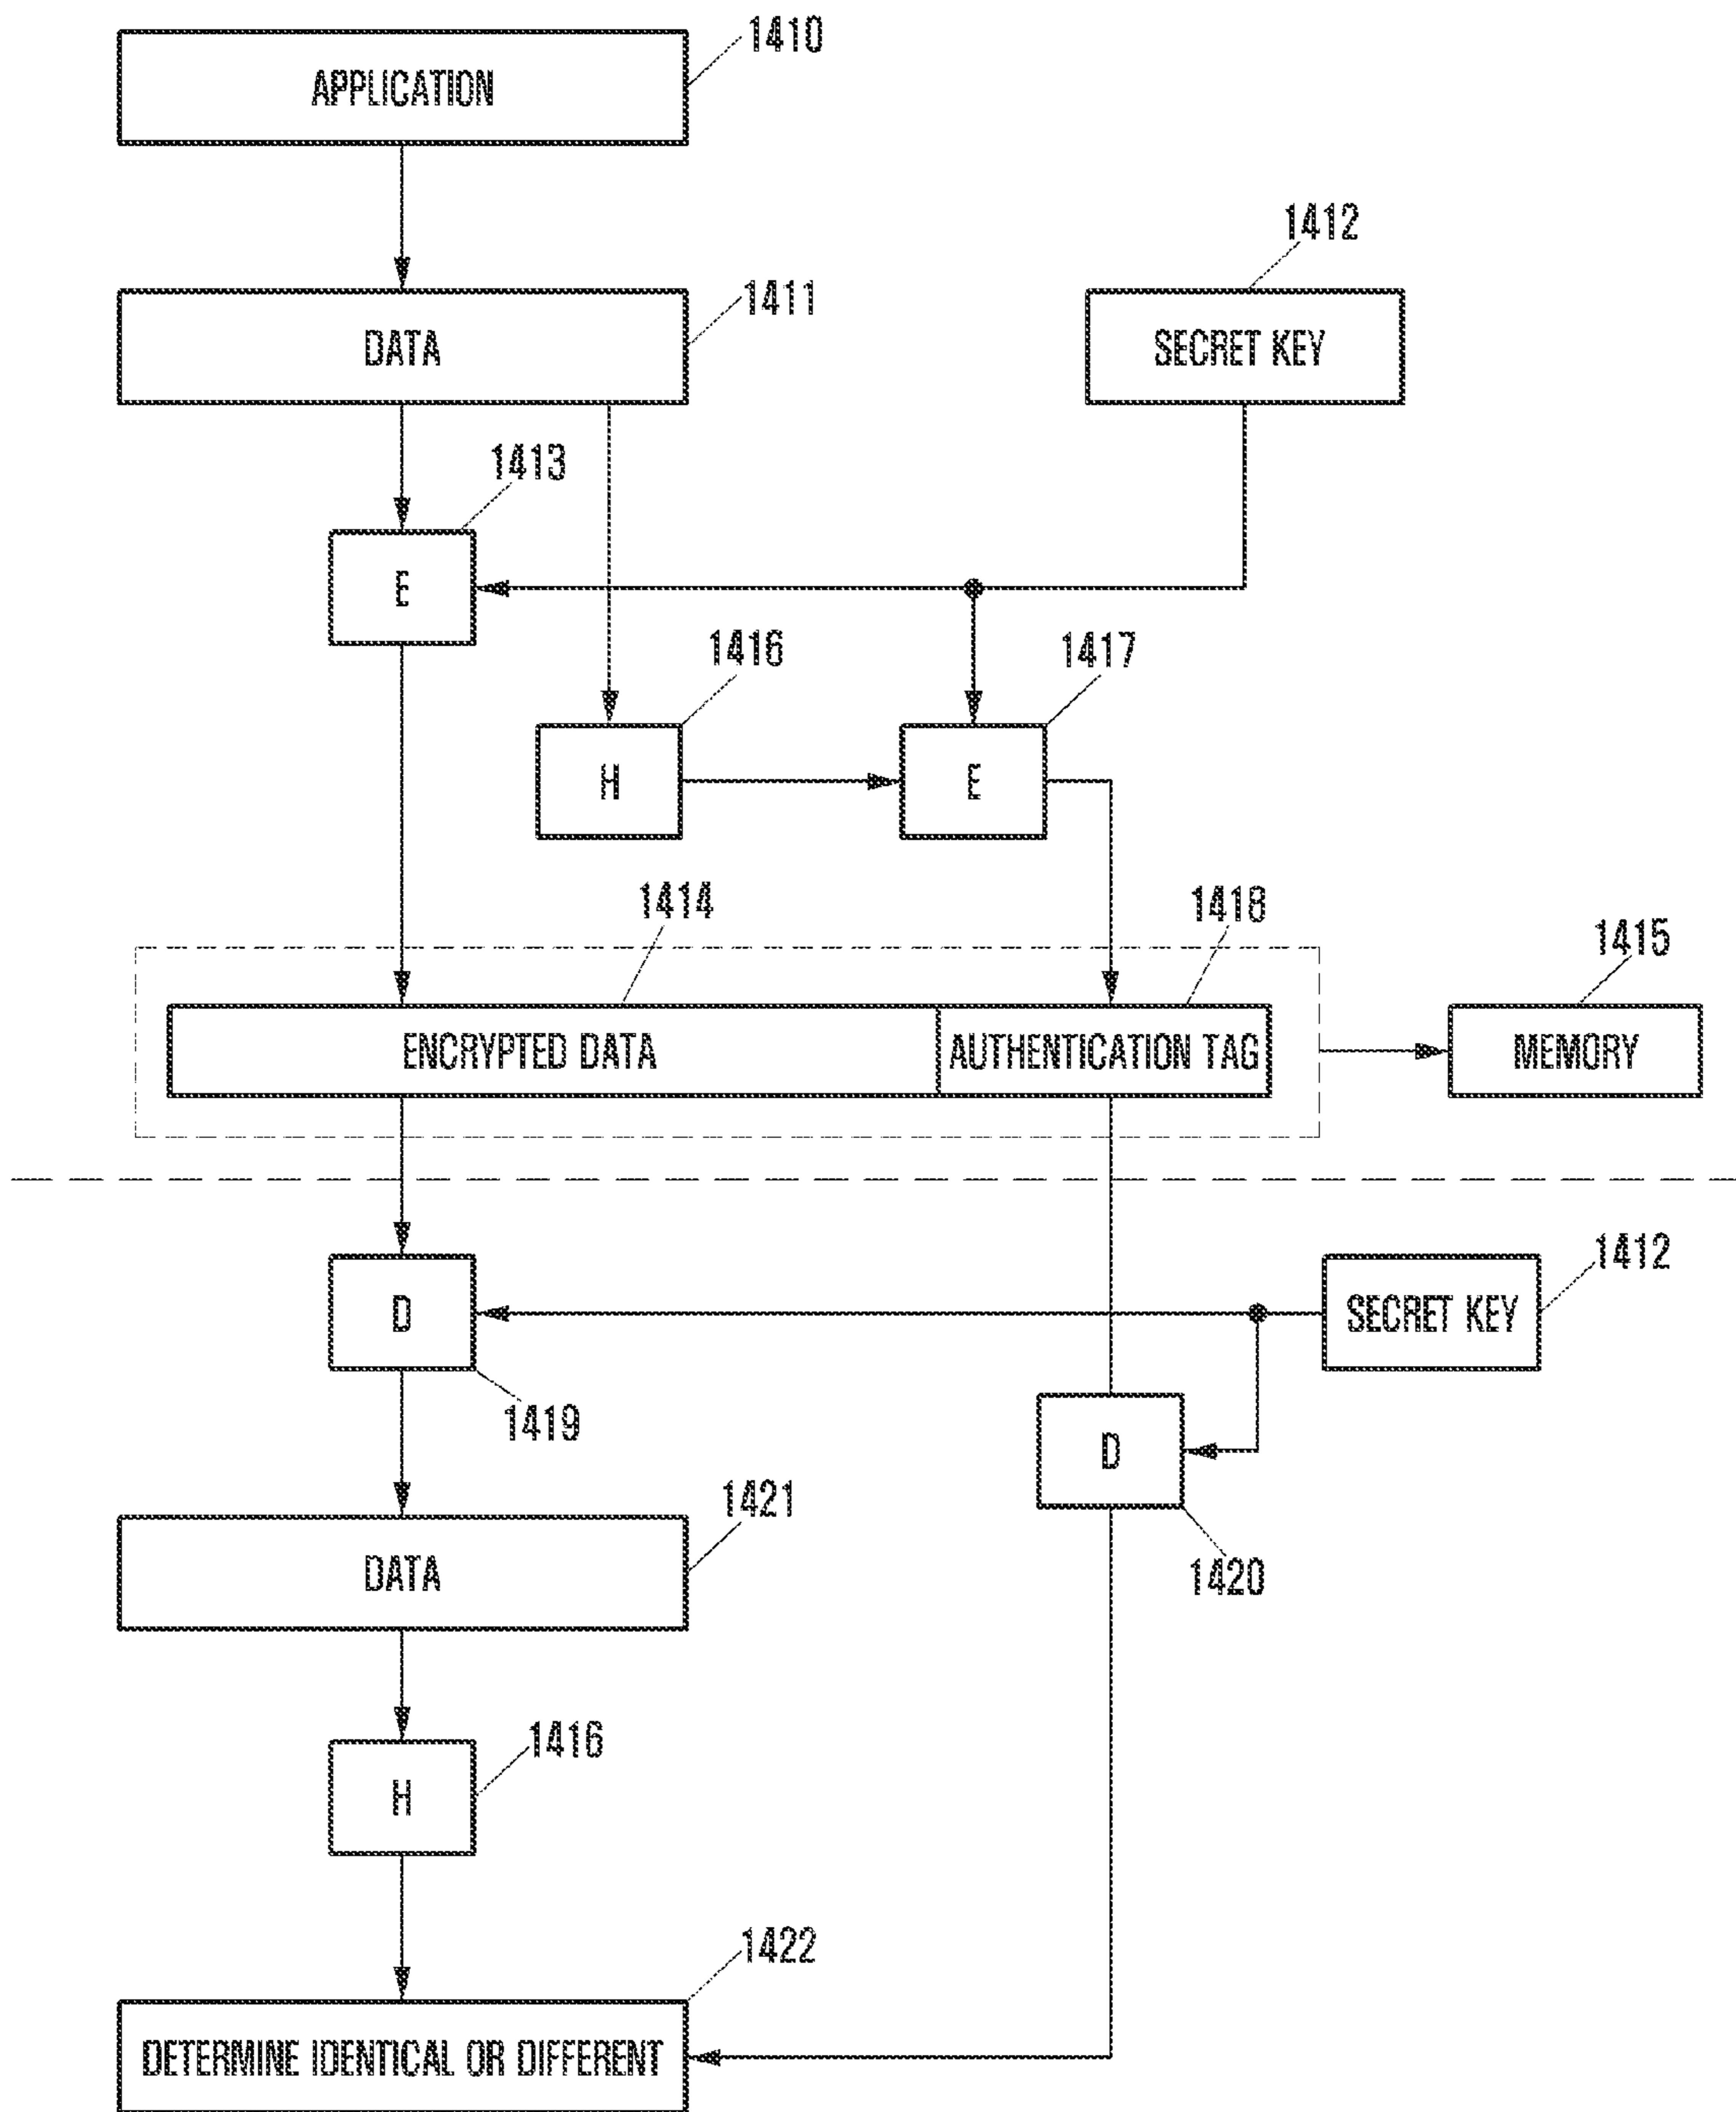 1410
APPLICATION
1412
1411
DATA
SECRET KEY
1413
E
1416
1417
H
E
1414
1418
1415
ENCRYPTED DATA
AUTHENTICATION TAG
MEMORY
1412
D
SECRET KEY
1419
D
1421
1420
DATA
1416
H
1422
DETERMINE IDENTICAL OR DIFFERENT